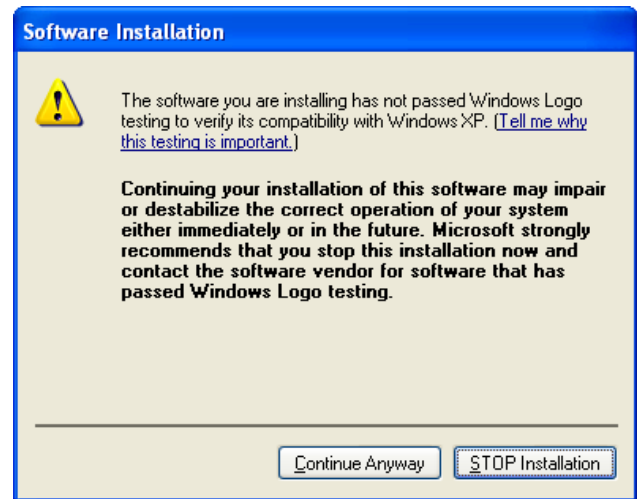 Software Installation
The software you are installing has not passed Windows Logo
testing to verify its compatibility with Windows XP. (Tell me why
this testing is important.)
Continuing your installation of this software may impair
or destabilize the correct operation of your system
either immediately or in the future. Microsoft strongly
recommends that you stop this installation now and
contact the software vendor for software that has
passed Windows Logo testing.
Continue Anyway
STOP Installation